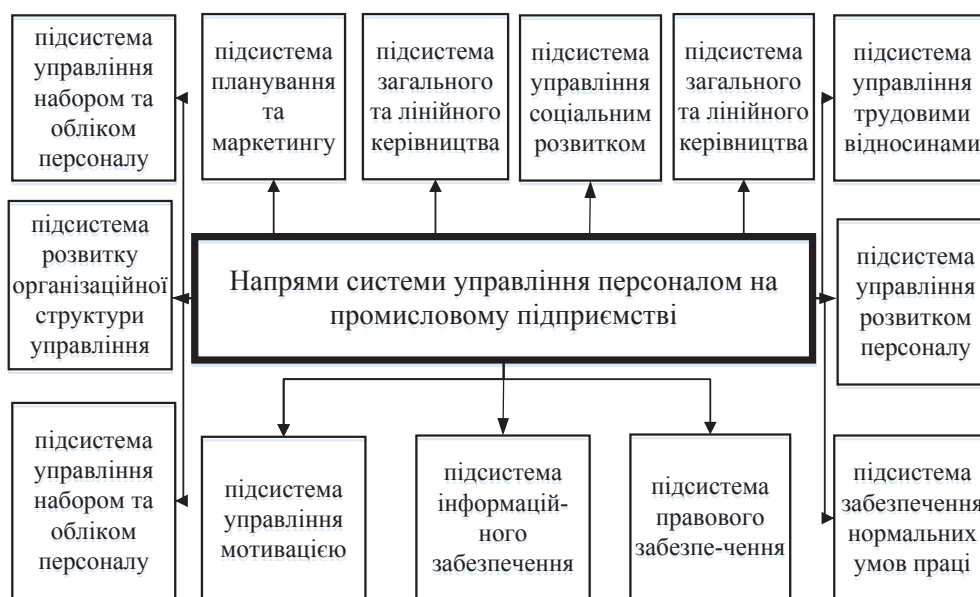 підсистема
управління
набором та
обліком
персоналу
підсистема
планування
та
маркетингу
підсистема
загального
та лінійного
керівництва
підсистема
управління
соціальним
розвитком
підсистема
загального
та лінійного
керівництва
підсистема
управління
трудовими
відносинами
підсистема
розвитку
організаційної
структури
управління
Напрями системи управління персоналом на
промисловому підприємстві
підсистема
управління
розвитком
персоналу
підсистема
управління
набором та
обліком
персоналу
підсистема
управління
мотивацією
підсистема
інформацій-
ного
забезпечення
підсистема
правового
забезпе-чення
підсистема
забезпечення
нормальних
умов праці